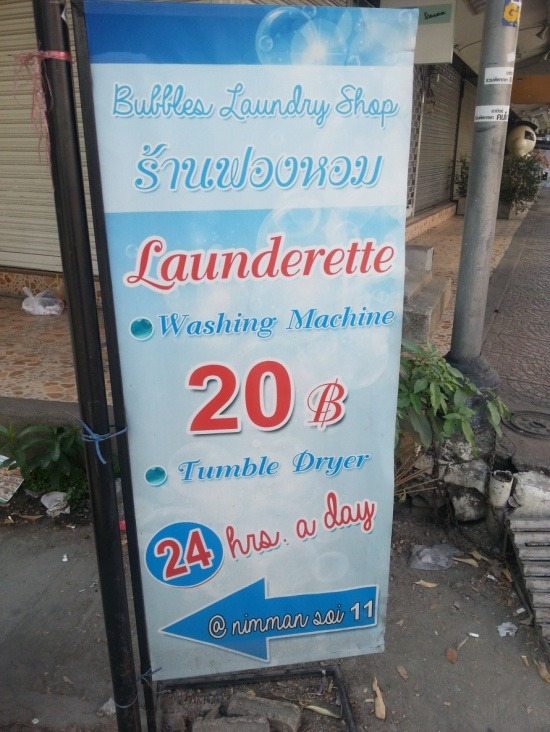 Bubbles Laundry Shop
ร้านฟองหอม
Launderette
Washing Machine
20 ฿
Tumble Dryer
24 hrs. a day
@ nimman soi 11